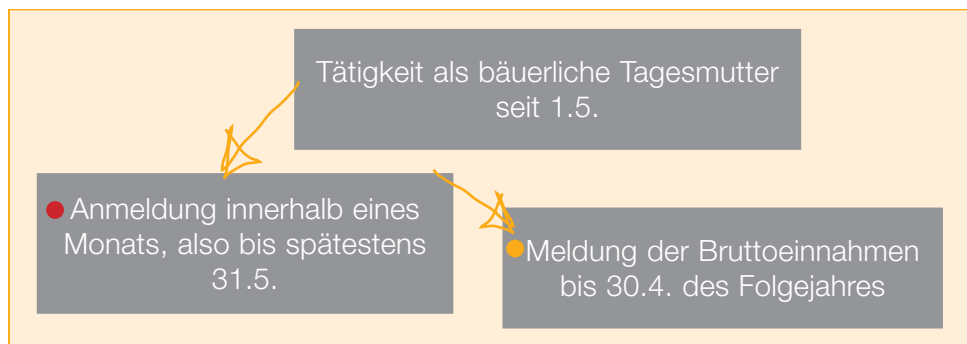 Tätigkeit als bäuerliche Tagesmutter
seit 1.5.
Anmeldung innerhalb eines
Monats, also bis spätestens
31.5.
Meldung der Bruttoeinnahmen
bis 30.4. des Folgejahres